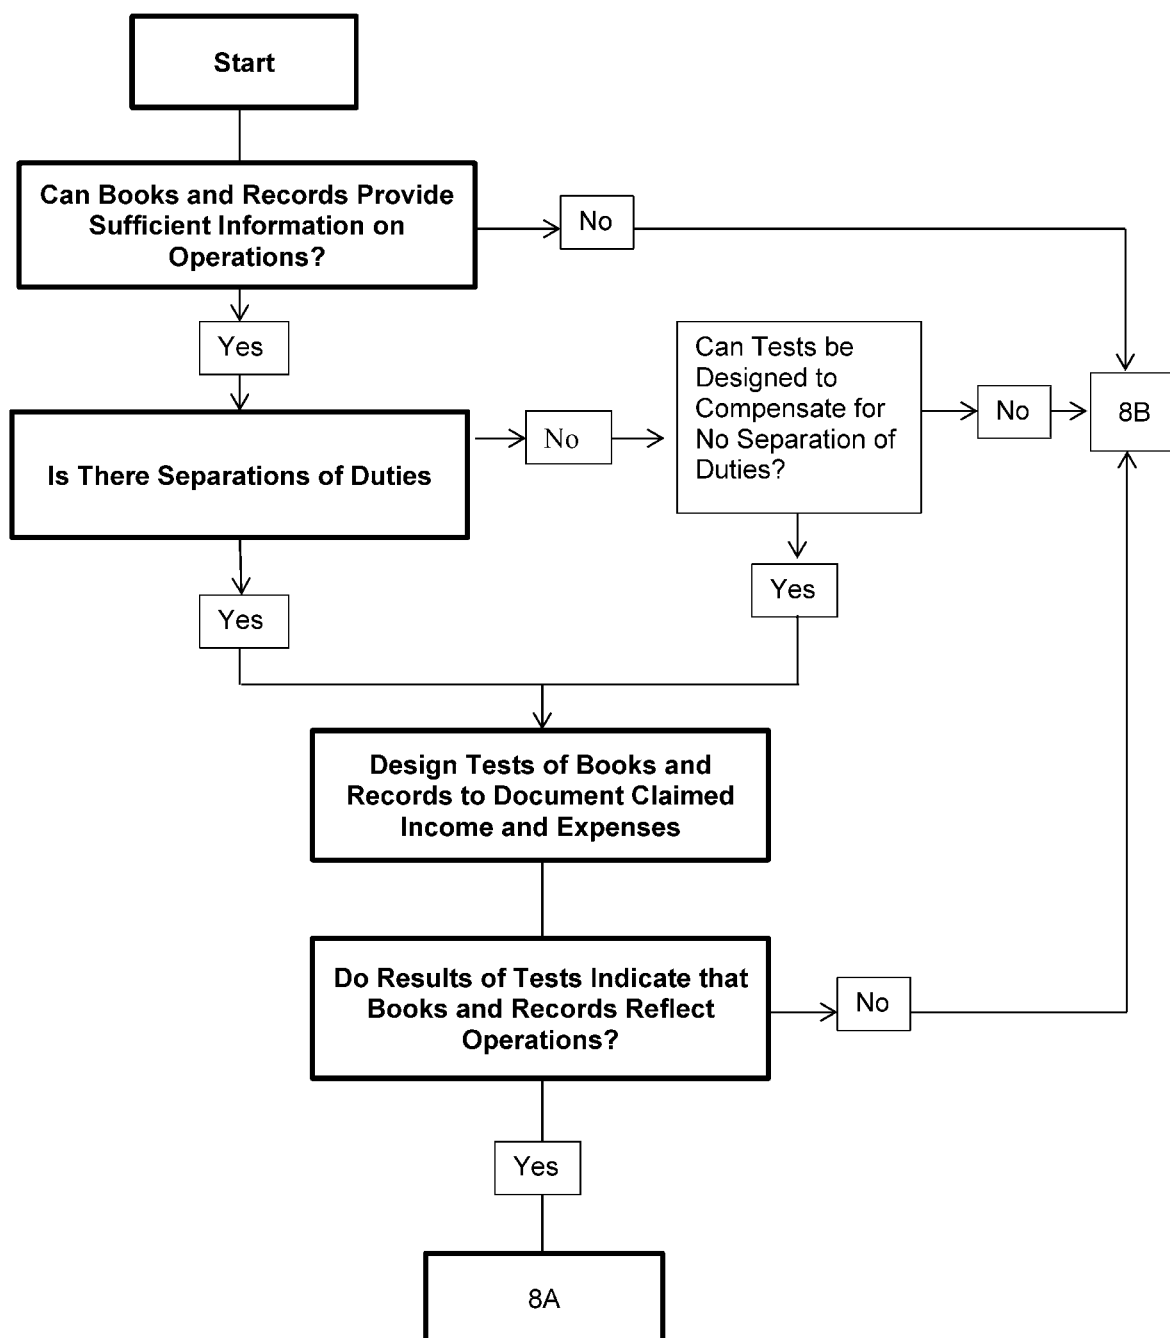 Start
Can Books and Records Provide
Sufficient Information on
Operations?
No
Yes
Can Tests be
Designed to
Compensate for
No Separation of
Duties?
No
8B
Is There Separations of Duties
No
Yes
Yes
Design Tests of Books and
Records to Document Claimed
Income and Expenses
Do Results of Tests Indicate that
Books and Records Reflect
Operations?
No
Yes
8A